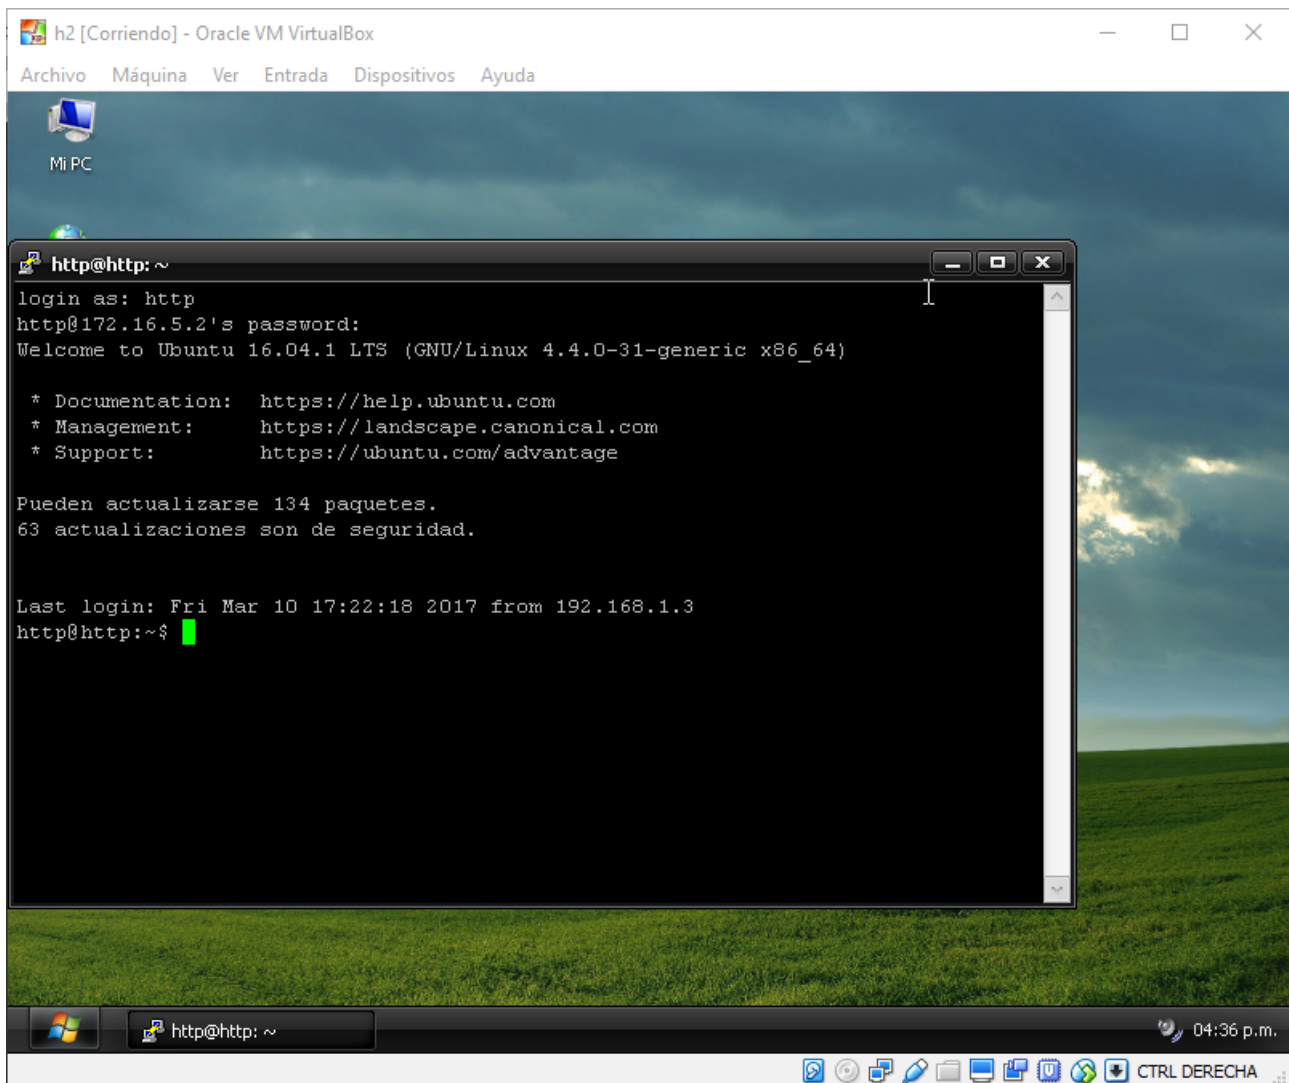 h2 [Corriendo] - Oracle VM VirtualBox
Archivo Máquina Ver Entrada Dispositivos Ayuda
Mi PC
http@http: ~
login as: http
http@172.16.5.2's password:
Welcome to Ubuntu 16.04.1 LTS (GNU/Linux 4.4.0-31-generic x86_64)
* Documentation: https://help.ubuntu.com
* Management: https://landscape.canonical.com
* Support: https://ubuntu.com/advantage
Pueden actualizarse 134 paquetes.
63 actualizaciones son de seguridad.
Last login: Fri Mar 10 17:22:18 2017 from 192.168.1.3
http@http:~$
http@http: ~
04:36 p.m.
CTRL DERECHA